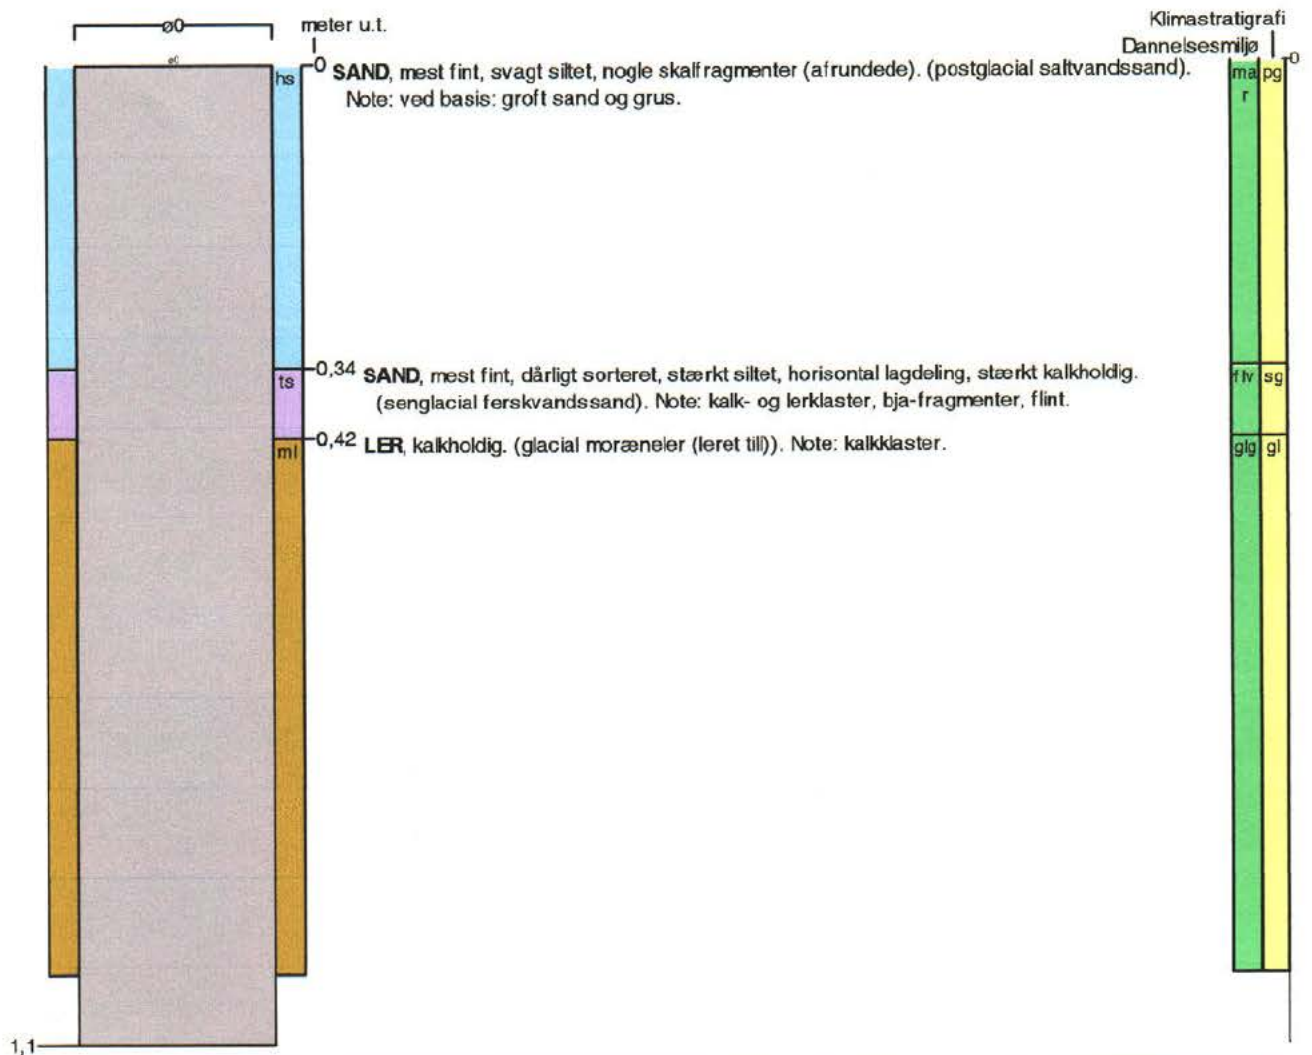 ø0
meter u.t.
Klimastratigrafi
Dannelsesmiljø
ø0
0
0
hs
SAND, mest fint, svagt siltet, nogle skalfragmenter (afrundede). (postglacial saltvandssand).
Note: ved basis: groft sand og grus.
ma
r
pg
0,34
ts
SAND, mest fint, dårligt sorteret, stærkt siltet, horisontal lagdeling, stærkt kalkholdig.
(senglacial ferskvandssand). Note: kalk- og lerklaster, bja-fragmenter, flint.
flv
sg
0,42
ml
LER, kalkholdig. (glacial moræneler (leret till)). Note: kalkklaster.
glg
gl
1,1